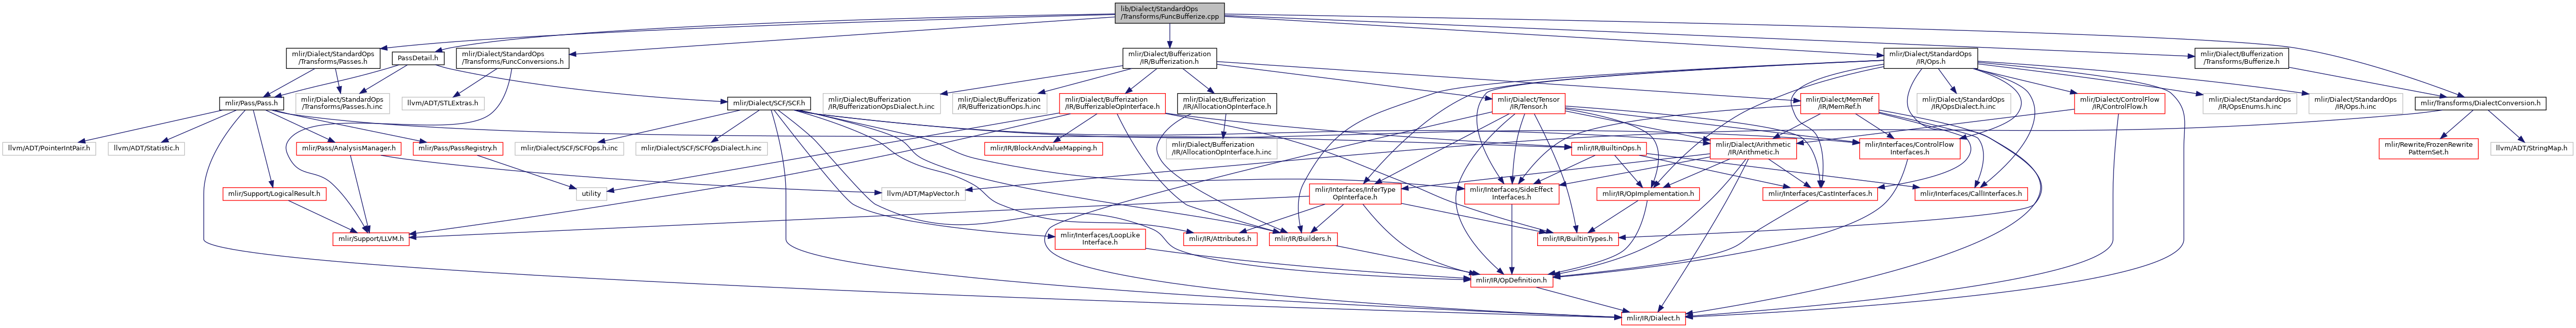 lib/Dialect/StandardOps
/Transforms/FuncBufferize.cpp
mlir/Dialect/StandardOps
/Transforms/Passes.h
PassDetail.h
mlir/Dialect/StandardOps
/Transforms/FuncConversions.h
mlir/Dialect/Bufferization
/IR/Bufferization.h
mlir/Dialect/StandardOps
/IR/Ops.h
mlir/Dialect/Bufferization
/Transforms/Bufferize.h
mlir/Pass/Pass.h
mlir/Dialect/StandardOps
/Transforms/Passes.h.inc
llvm/ADT/STLExtras.h
mlir/Dialect/SCF/SCF.h
mlir/Dialect/Bufferization
/IR/BufferizationOpsDialect.h.inc
mlir/Dialect/Bufferization
/IR/BufferizationOps.h.inc
mlir/Dialect/Bufferization
/IR/BufferizableOpInterface.h
mlir/Dialect/Bufferization
/IR/AllocationOpInterface.h
mlir/Dialect/Tensor
/IR/Tensor.h
mlir/Dialect/MemRef
/IR/MemRef.h
mlir/Dialect/StandardOps
/IR/OpsDialect.h.inc
mlir/Dialect/ControlFlow
/IR/ControlFlow.h
mlir/Dialect/StandardOps
/IR/OpsEnums.h.inc
mlir/Dialect/StandardOps
/IR/Ops.h.inc
mlir/Transforms/DialectConversion.h
llvm/ADT/PointerIntPair.h
llvm/ADT/Statistic.h
mlir/Pass/AnalysisManager.h
mlir/Pass/PassRegistry.h
mlir/Dialect/SCF/SCFOps.h.inc
mlir/Dialect/SCF/SCFOpsDialect.h.inc
mlir/IR/BlockAndValueMapping.h
mlir/Dialect/Bufferization
/IR/AllocationOpInterface.h.inc
mlir/IR/BuiltinOps.h
mlir/Dialect/Arithmetic
/IR/Arithmetic.h
mlir/Interfaces/ControlFlow
Interfaces.h
mlir/Rewrite/FrozenRewrite
PatternSet.h
llvm/ADT/StringMap.h
mlir/Support/LogicalResult.h
utility
llvm/ADT/MapVector.h
mlir/Interfaces/InferType
OpInterface.h
mlir/Interfaces/SideEffect
Interfaces.h
mlir/IR/OpImplementation.h
mlir/Interfaces/CastInterfaces.h
mlir/Interfaces/CallInterfaces.h
mlir/Support/LLVM.h
mlir/Interfaces/LoopLike
Interface.h
mlir/IR/Attributes.h
mlir/IR/Builders.h
mlir/IR/BuiltinTypes.h
mlir/IR/OpDefinition.h
mlir/IR/Dialect.h